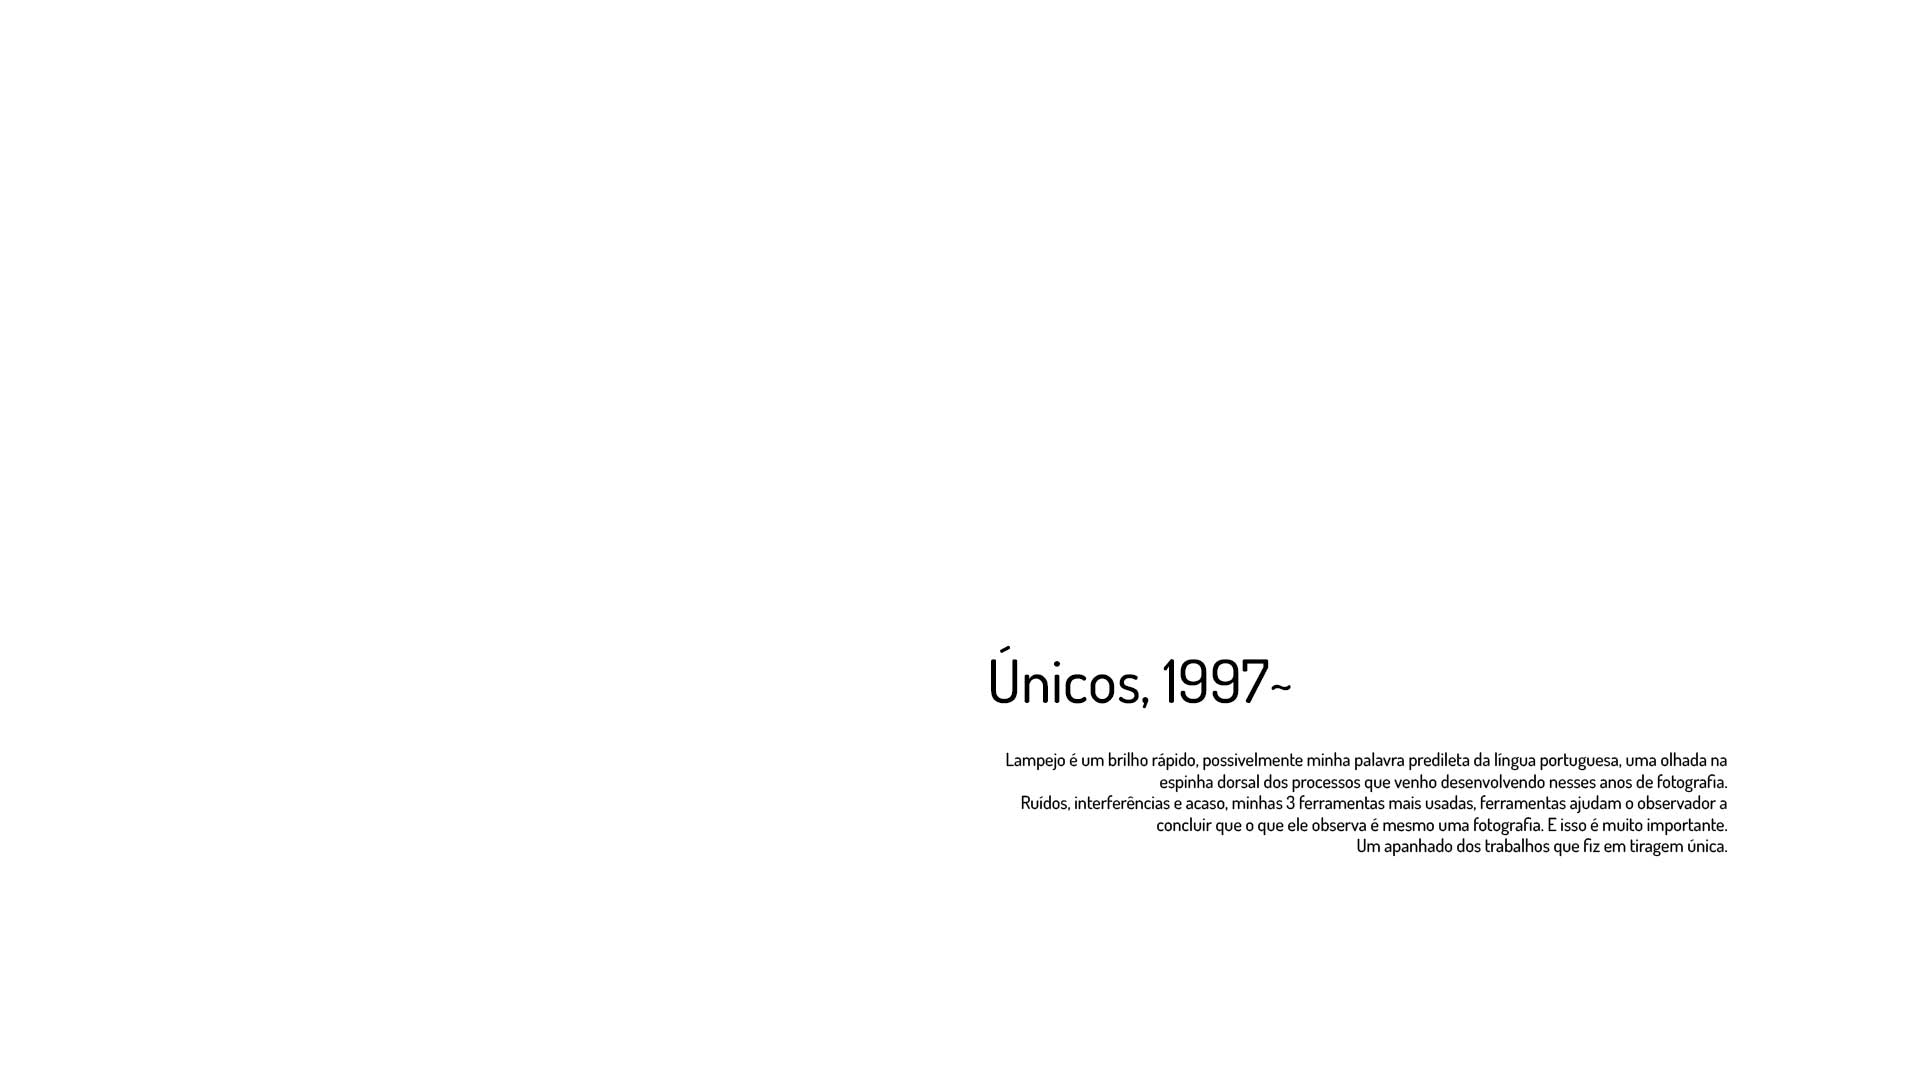 Únicos, 1997~
Lampejo é um brilho rápido, possivelmente minha palavra predileta da língua portuguesa, uma olhada na
espinha dorsal dos processos que venho desenvolvendo nesses anos de fotografia.
Ruídos, interferências e acaso, minhas 3 ferramentas mais usadas, ferramentas ajudam o observador a
concluir que o que ele observa é mesmo uma fotografia. E isso é muito importante.
Um apanhado dos trabalhos que fiz em tiragem única.